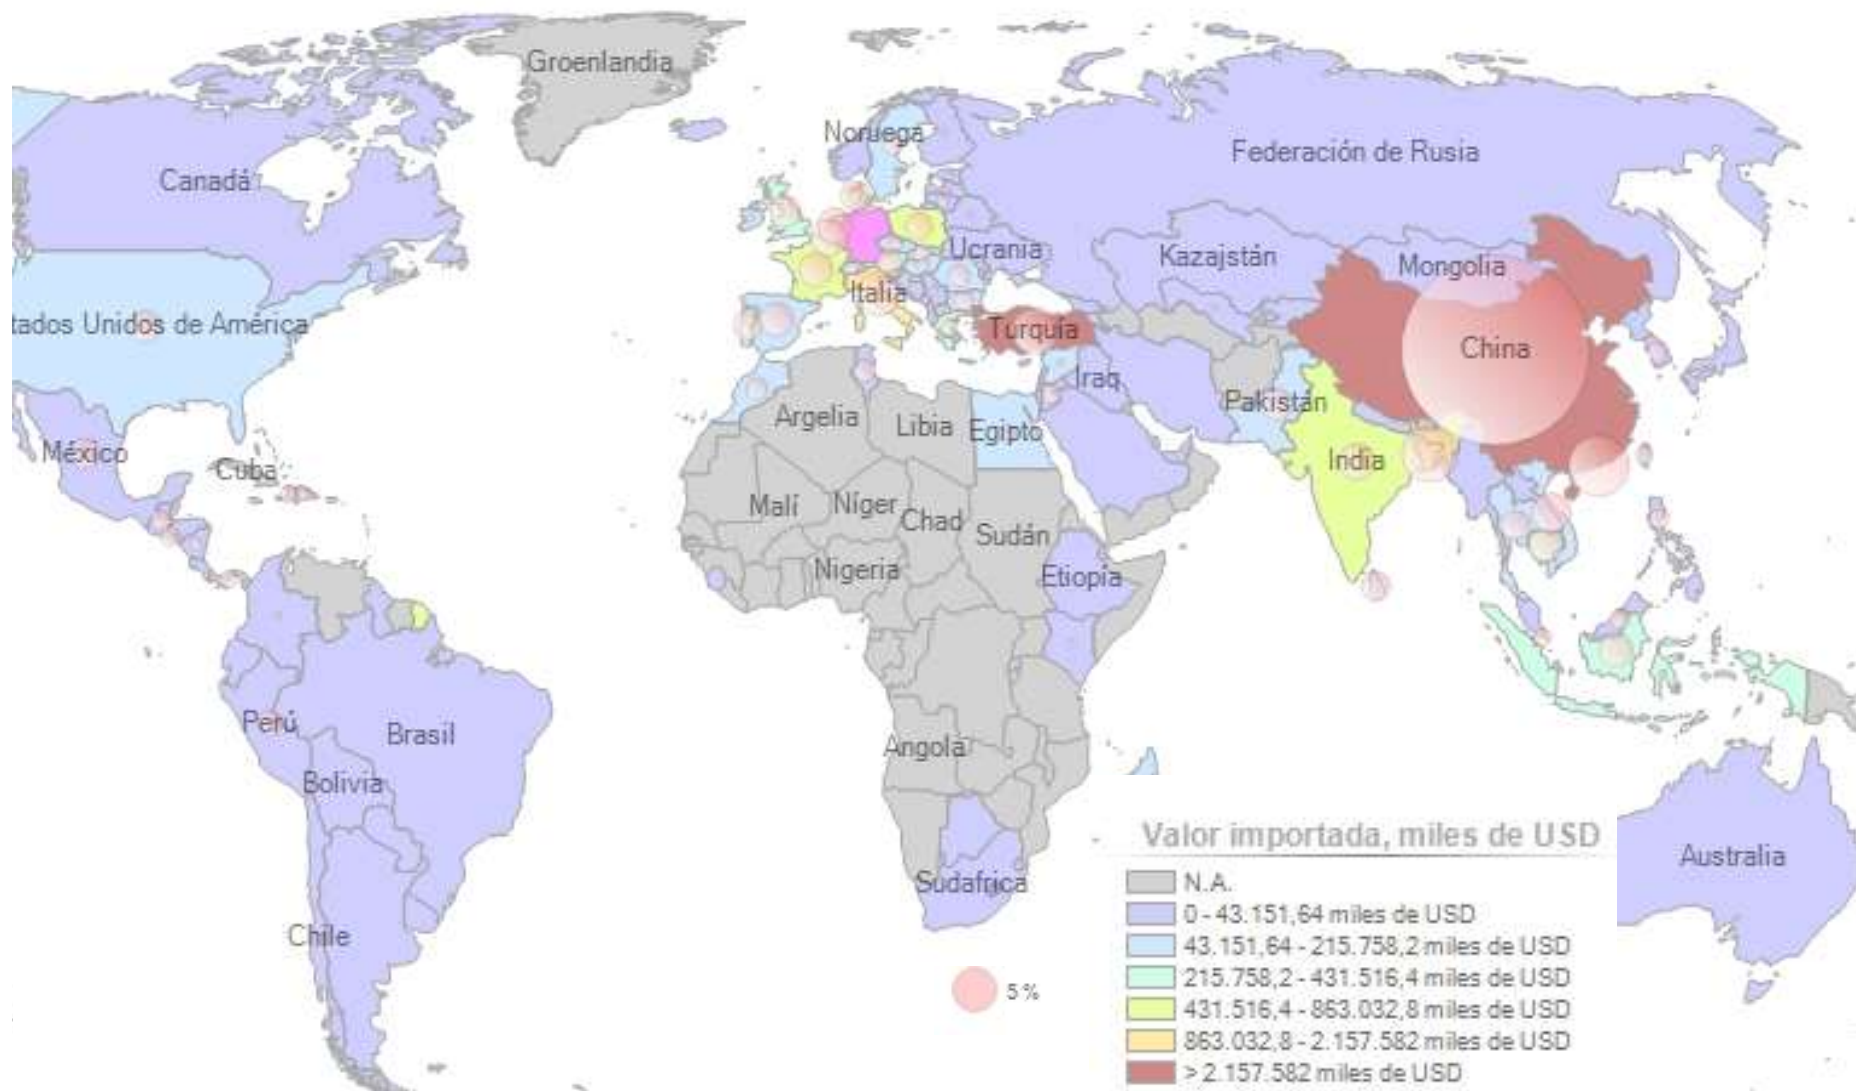 Groenlandia
Noruega
Federación de Rusia
Canadá
Ucrania
Kazajstán
Mongolia
Italia
tados Unidos de América
Turquía
China
Iraq
Pakistán
Argelia
Libia
Egipto
México
Cuba
India
Malí
Níger
Chad
Sudán
Nigeria
Etiopía
Perú
Brasil
Angola
Bolivia
Valor importada, miles de USD
Australia
Sudafrica
N.A.
0 - 43.151,64 miles de USD
Chile
43.151,64 - 215.758,2 miles de USD
215.758,2 - 431.516,4 miles de USD
5 %
431.516,4 - 863.032,8 miles de USD
863.032,8 - 2.157.582 miles de USD
> 2.157.582 miles de USD